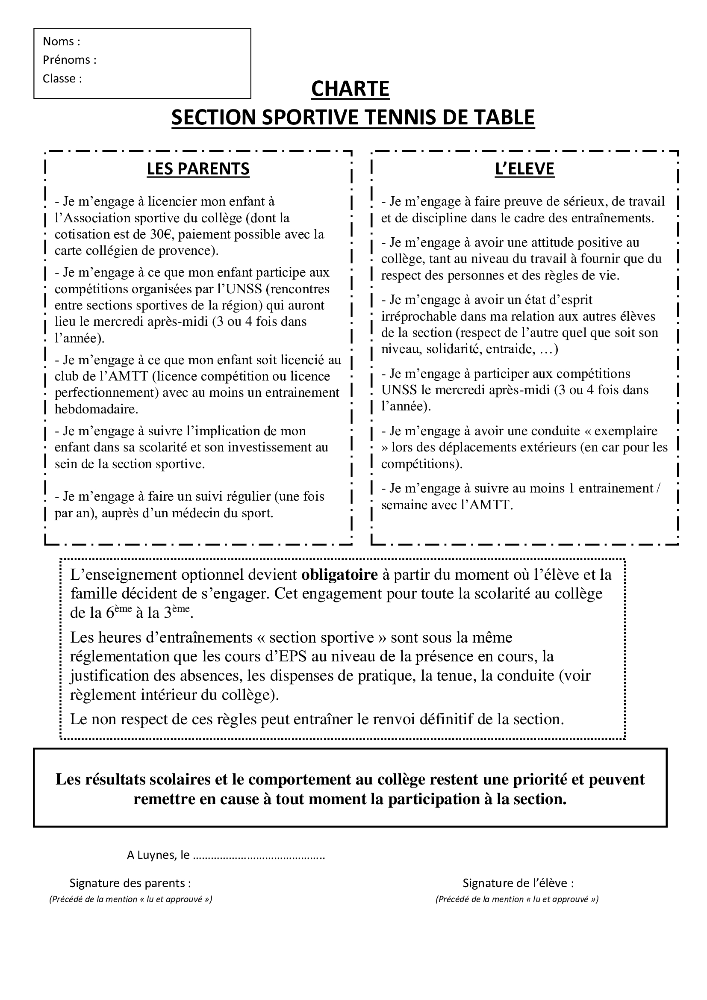 Noms :
Prénoms :
Classe :
CHARTE
SECTION SPORTIVE TENNIS DE TABLE
LES PARENTS
- Je m’engage à licencier mon enfant à
l’Association sportive du collège (dont la
cotisation est de 30€, paiement possible avec la
carte collégien de provence).
- Je m’engage à ce que mon enfant participe aux
compétitions organisées par l’UNSS (rencontres
entre sections sportives de la région) qui auront
lieu le mercredi après-midi (3 ou 4 fois dans
l’année).
- Je m’engage à ce que mon enfant soit licencié au
club de l’AMTT (licence compétition ou licence
perfectionnement) avec au moins un entrainement
hebdomadaire.
- Je m’engage à suivre l’implication de mon
enfant dans sa scolarité et son investissement au
sein de la section sportive.
- Je m’engage à faire un suivi régulier (une fois
par an), auprès d’un médecin du sport.
L’ELEVE
- Je m’engage à faire preuve de sérieux, de travail
et de discipline dans le cadre des entraînements.
- Je m’engage à avoir une attitude positive au
collège, tant au niveau du travail à fournir que du
respect des personnes et des règles de vie.
- Je m’engage à avoir un état d’esprit
irréprochable dans ma relation aux autres élèves
de la section (respect de l’autre quel que soit son
niveau, solidarité, entraide, …)
- Je m’engage à participer aux compétitions
UNSS le mercredi après-midi (3 ou 4 fois dans
l’année).
- Je m’engage à avoir une conduite « exemplaire
» lors des déplacements extérieurs (en car pour les
compétitions).
- Je m’engage à suivre au moins 1 entrainement /
semaine avec l’AMTT.
L’enseignement optionnel devient obligatoire à partir du moment où l’élève et la
famille décident de s’engager. Cet engagement pour toute la scolarité au collège
de la 6ème à la 3ème.
Les heures d’entraînements « section sportive » sont sous la même
réglementation que les cours d’EPS au niveau de la présence en cours, la
justification des absences, les dispenses de pratique, la tenue, la conduite (voir
règlement intérieur du collège).
Le non respect de ces règles peut entraîner le renvoi définitif de la section.
Les résultats scolaires et le comportement au collège restent une priorité et peuvent
remettre en cause à tout moment la participation à la section.
A Luynes, le ……………………………………..
Signature des parents :
(Précédé de la mention « lu et approuvé »)
Signature de l’élève :
(Précédé de la mention « lu et approuvé »)